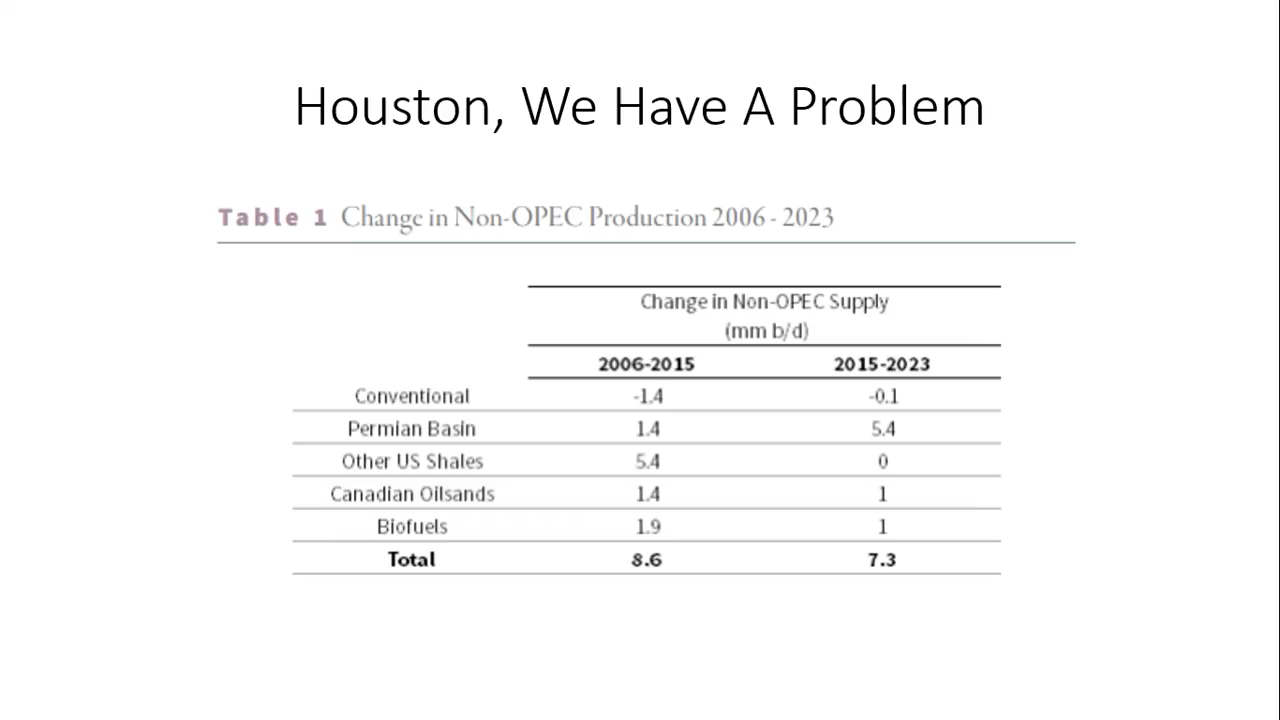 Houston, We Have A Problem
Table 1 Change in Non-OPEC Production 2006 - 2023
Change in Non-OPEC Supply
(mm b/d)
2006-2015 2015-2023
Conventional -1.4 -0.1
Permian Basin 1.4 5.4
Other US Shales 5.4 0
Canadian Oilsands 1.4 1
Biofuels 1.9 1
Total 8.6 7.3